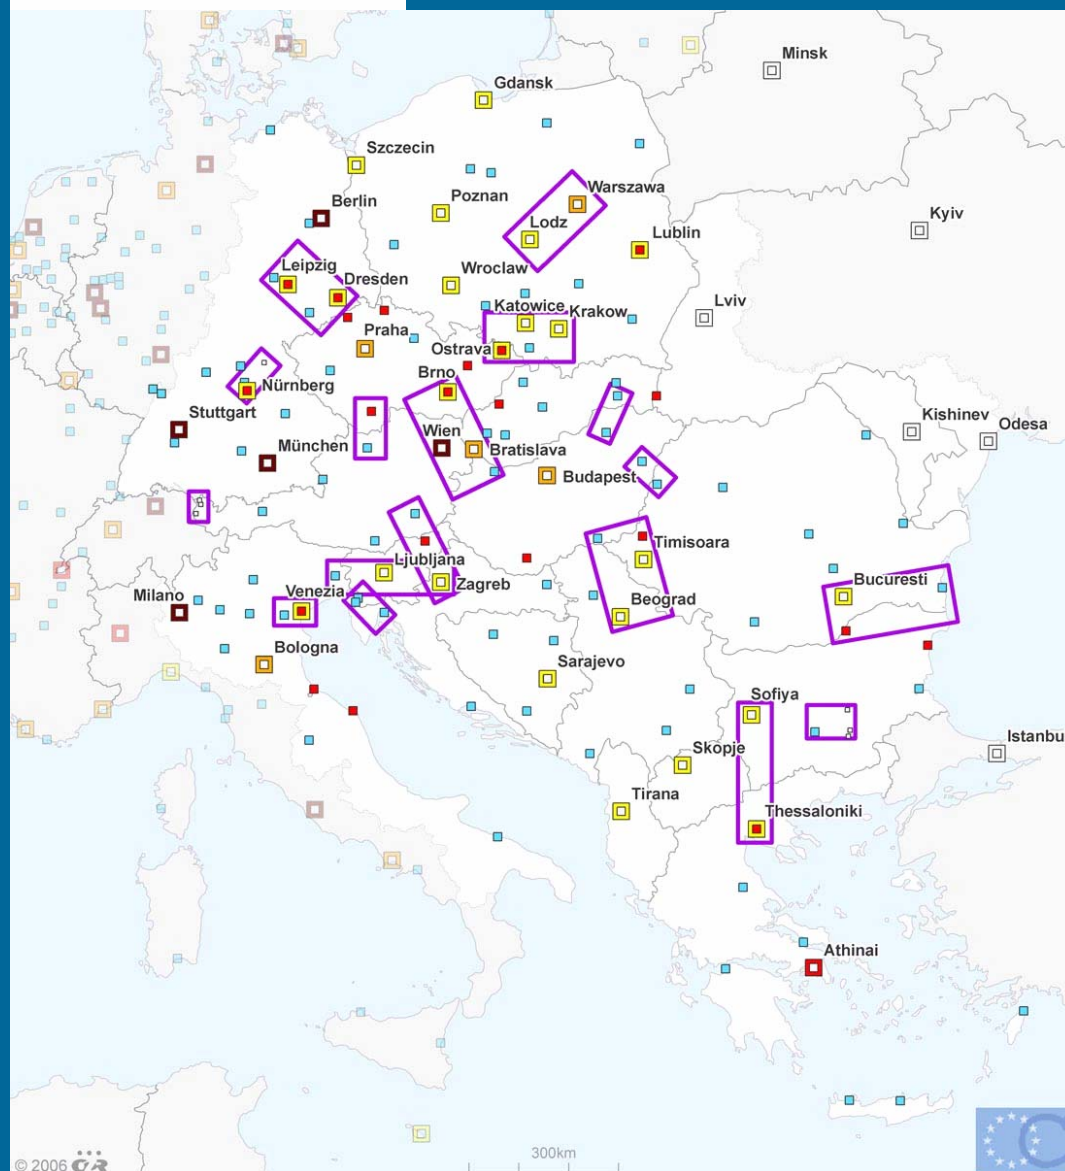 Minsk
Gdansk
Szczecin
Warszawa
Berlin
Poznan
Kyiv
Lodz
Lublin
Leipzig
Wroclaw
Dresden
Lviv
Katowice
Krakow
Praha
Ostrava
Brno
Nürnberg
Stuttgart
Kishinev
Odesa
Wien
München
Bratislava
Budapest
Timisoara
Ljubljana
Bucuresti
Zagreb
Venezia
Milano
Beograd
Bologna
Sarajevo
Sofiya
Istanbu
Skopje
Tirana
Thessaloniki
Athinai
300km
© 2006